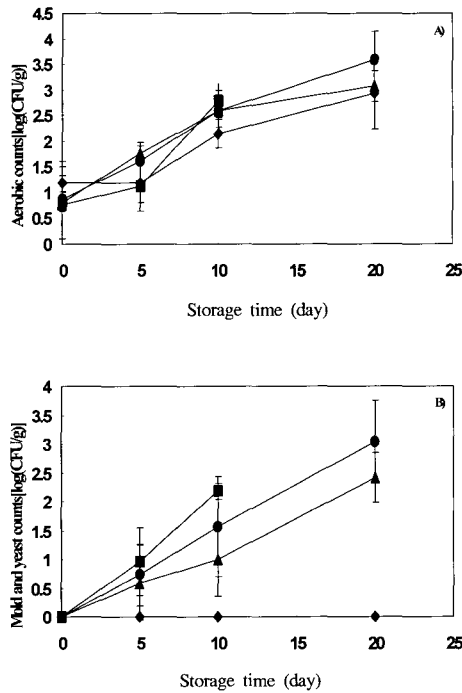 A)
Aerobic counts[log(CFU/g)]
4.5
4
3.5
3
2.5
2
1.5
1
0.5
0
0 5 10 15 20 25
Storage time (day)
B)
Mold and yeast counts[log(CFU/g)]
4
3.5
3
2.5
2
1.5
1
0.5
0
0 5 10 15 20 25
Storage time (day)